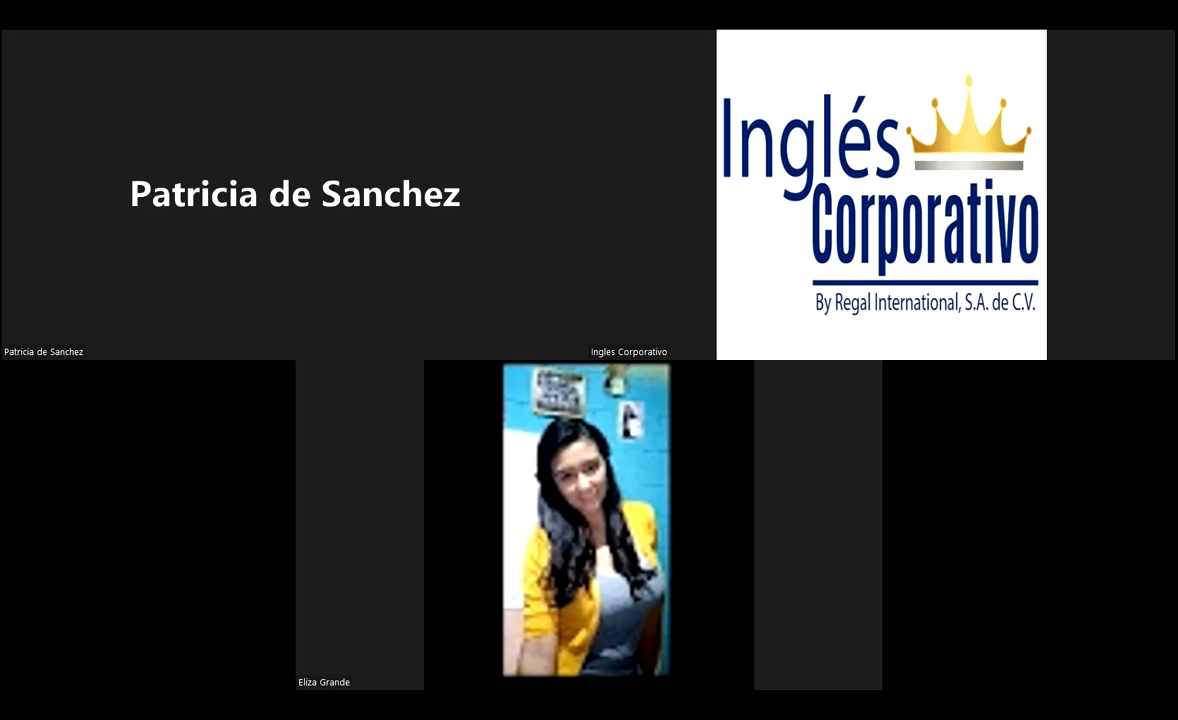 Patricia de Sanchez
Inglés
Corporativo
By Regal International, S.A. de C.V.
Patricia de Sanchez
Ingles Corporativo
Eliza Grande